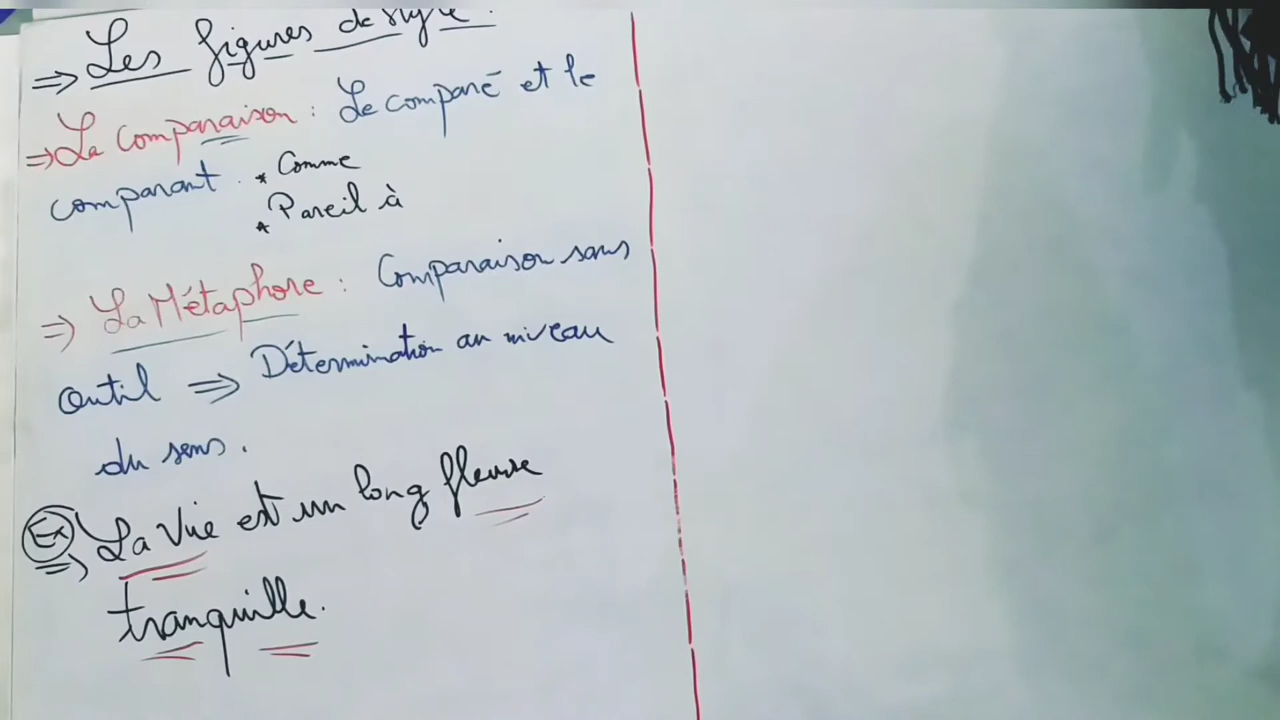 ⇒ Les figures de style.
⇒ La comparaison : Le comparé et le
comparant. * Comme
* Pareil à
⇒ La Métaphore : Comparaison sans
outil ⇒ Détermination au niveau
du sens.
Ex ⇒ La vie est un long fleuve
tranquille.